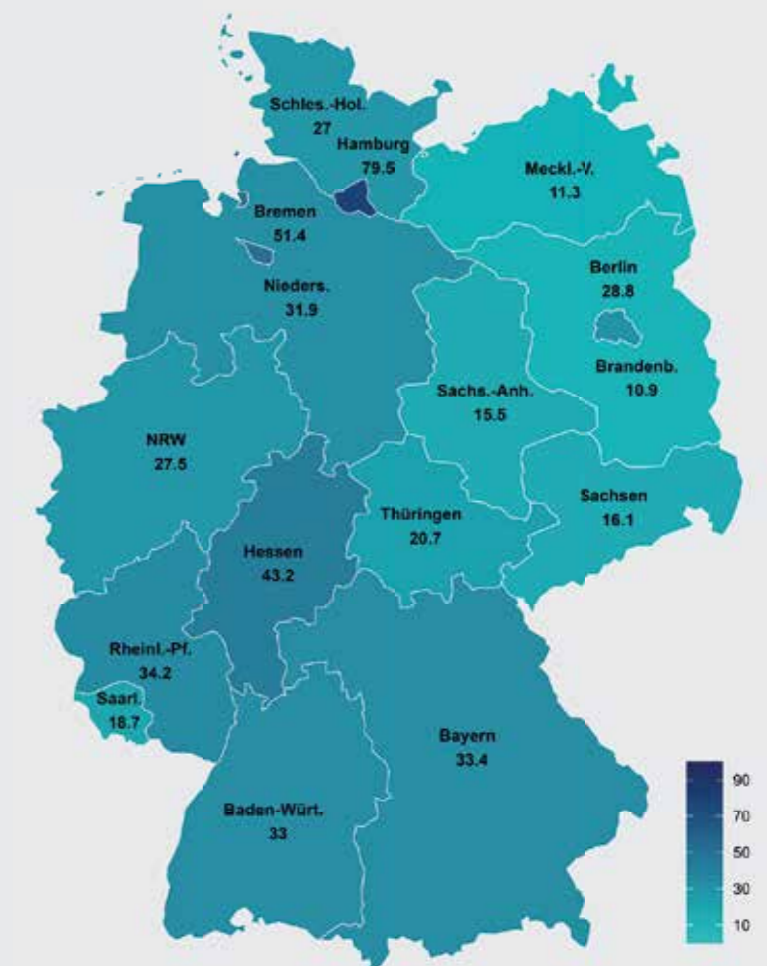 Schles.-Hol.
27
Hamburg
79.5
Meckl.-V.
11.3
Bremen
51.4
Berlin
28.8
Nieders.
31.9
Brandenb.
10.9
Sachs.-Anh.
15.5
NRW
27.5
Sachsen
16.1
Thüringen
20.7
Hessen
43.2
Rheinl.-Pf.
34.2
Saarl.
18.7
Bayern
33.4
Baden-Würt.
33
90
70
50
30
10